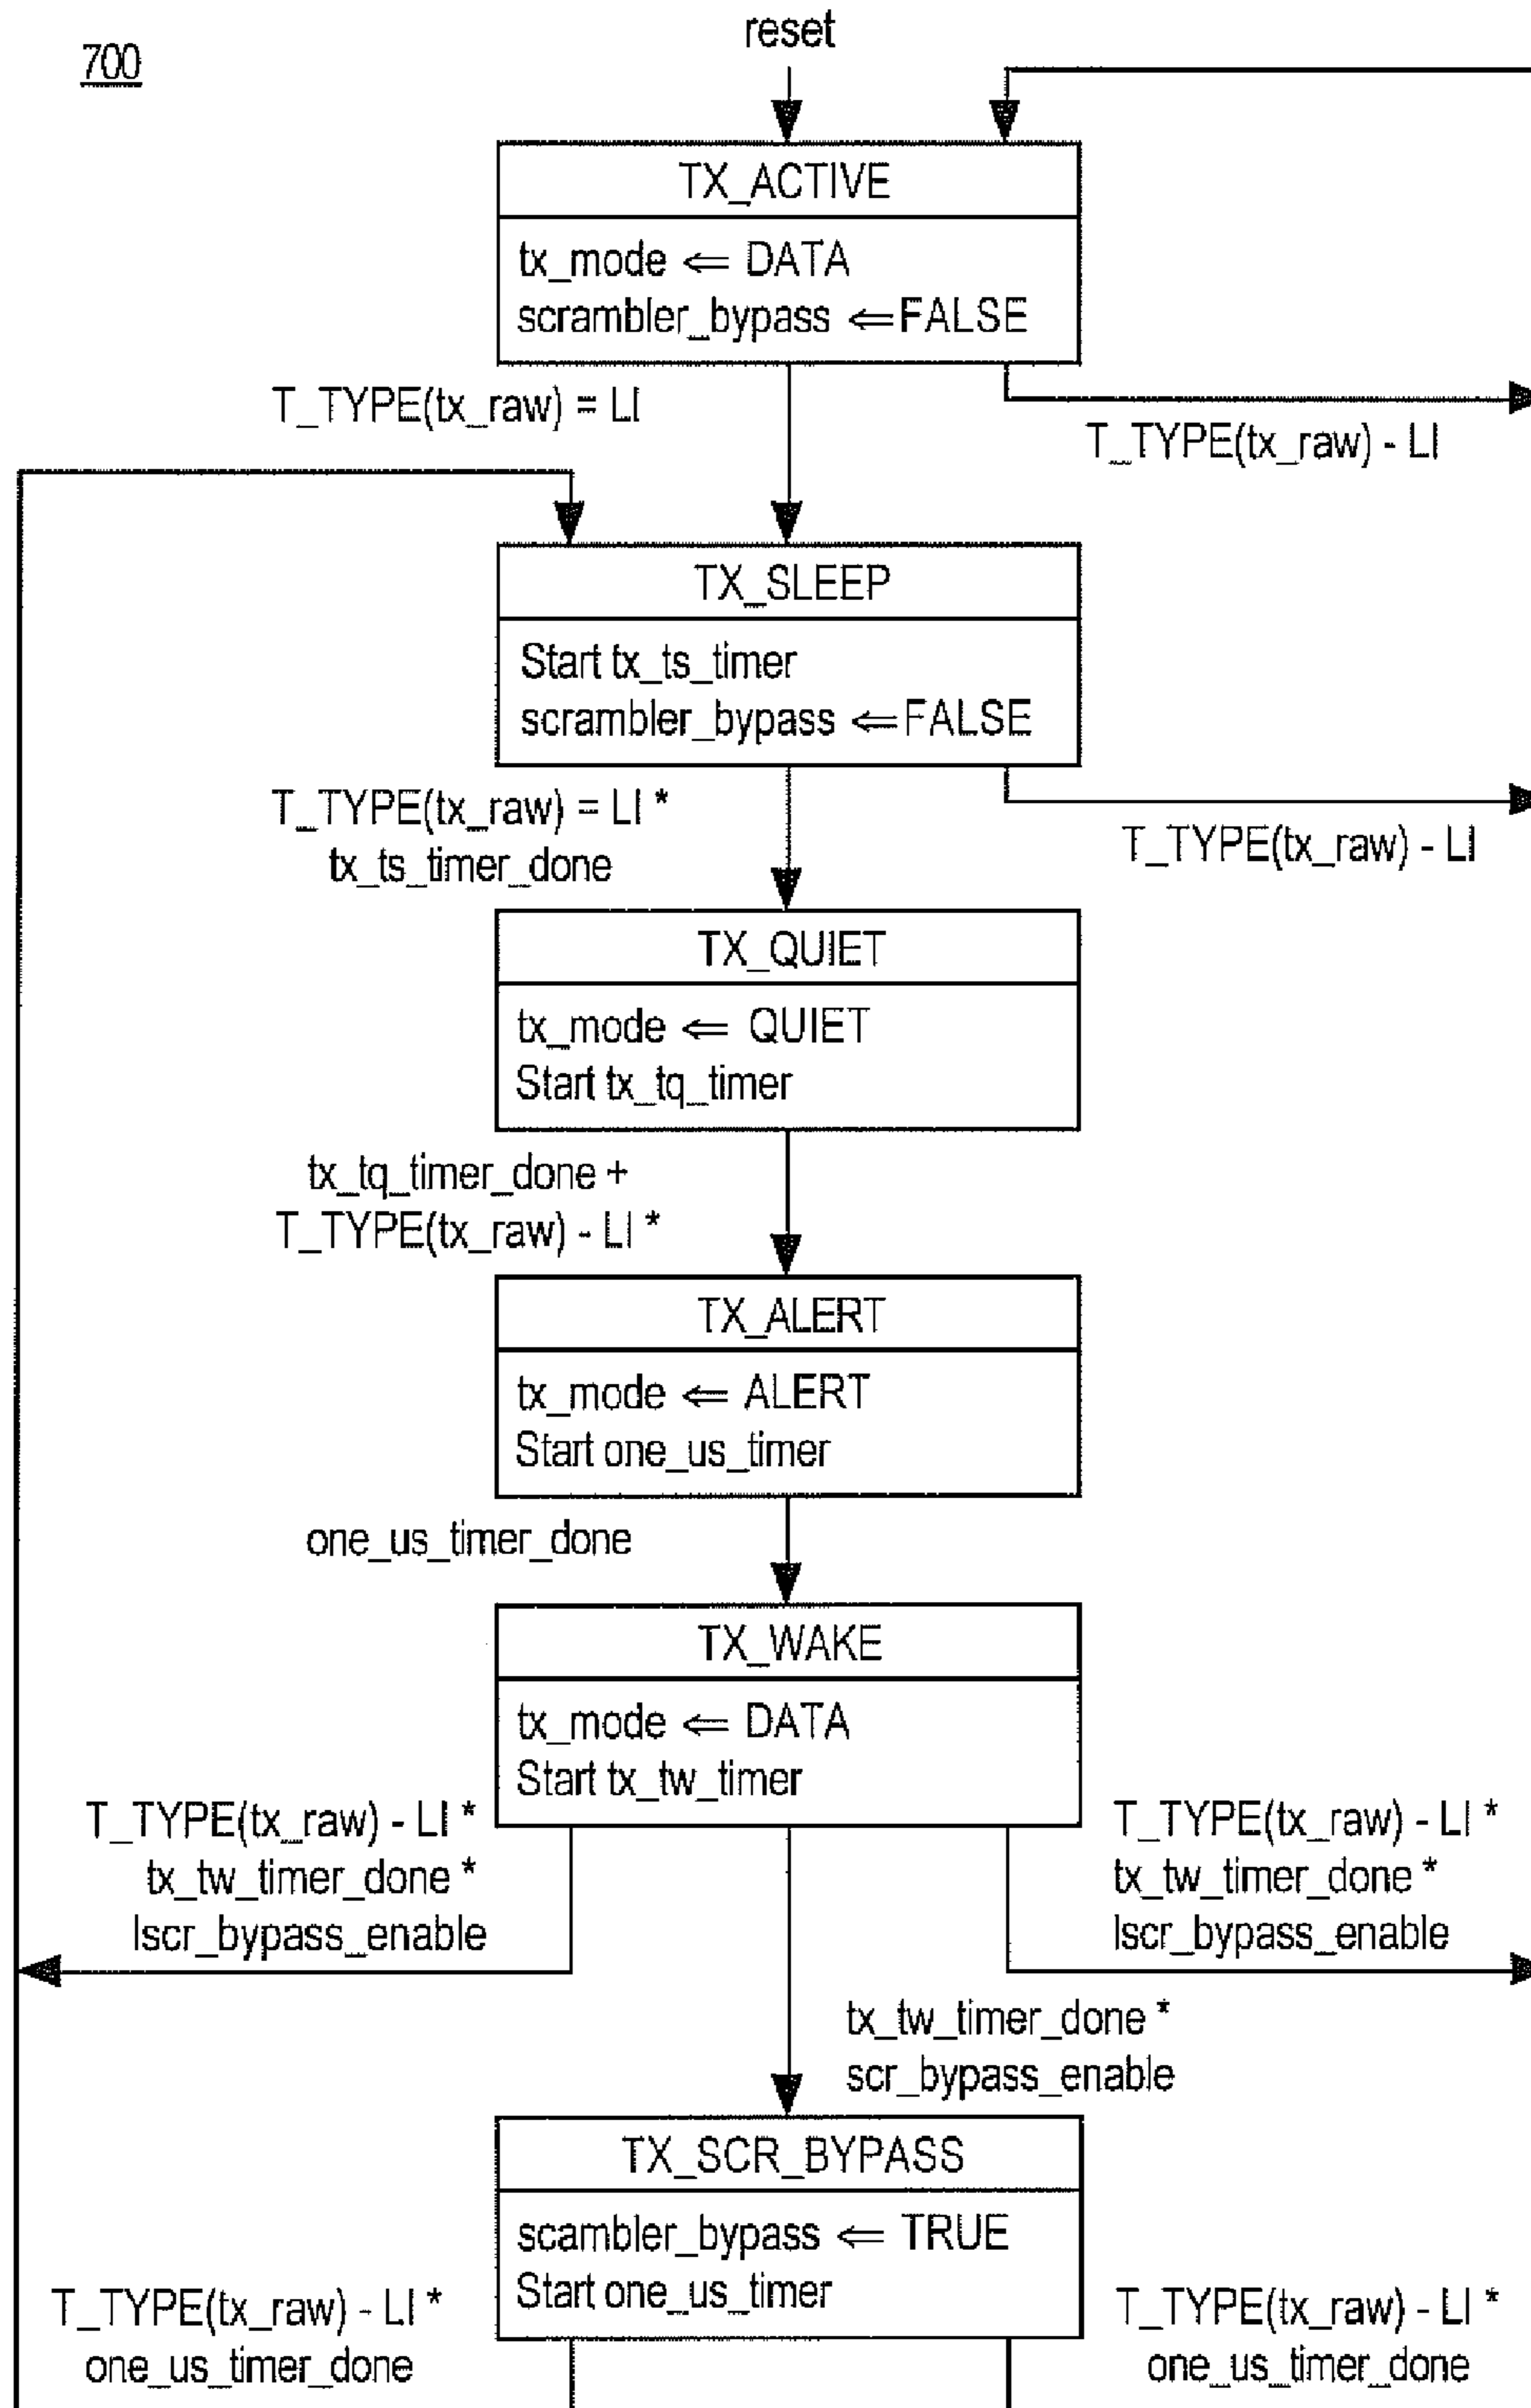 700
reset
TX_ACTIVE
tx_mode ⇐ DATA
scrambler_bypass ⇐ FALSE
T_TYPE(tx_raw) = LI
T_TYPE(tx_raw) - LI
TX_SLEEP
Start tx_ts_timer
scrambler_bypass ⇐ FALSE
T_TYPE(tx_raw) = LI *
tx_ts_timer_done
T_TYPE(tx_raw) - LI
TX_QUIET
tx_mode ⇐ QUIET
Start tx_tq_timer
tx_tq_timer_done +
T_TYPE(tx_raw) - LI *
TX_ALERT
tx_mode ⇐ ALERT
Start one_us_timer
one_us_timer_done
TX_WAKE
tx_mode ⇐ DATA
Start tx_tw_timer
T_TYPE(tx_raw) - LI *
tx_tw_timer_done *
lscr_bypass_enable
T_TYPE(tx_raw) - LI *
tx_tw_timer_done *
lscr_bypass_enable
tx_tw_timer_done *
scr_bypass_enable
TX_SCR_BYPASS
scambler_bypass ⇐ TRUE
Start one_us_timer
T_TYPE(tx_raw) - LI *
one_us_timer_done
T_TYPE(tx_raw) - LI *
one_us_timer_done